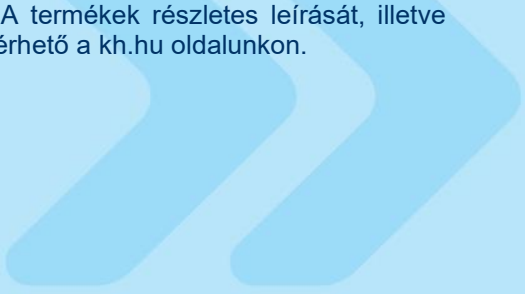 A termékek részletes leírását, illetve
érhető a kh.hu oldalunkon.